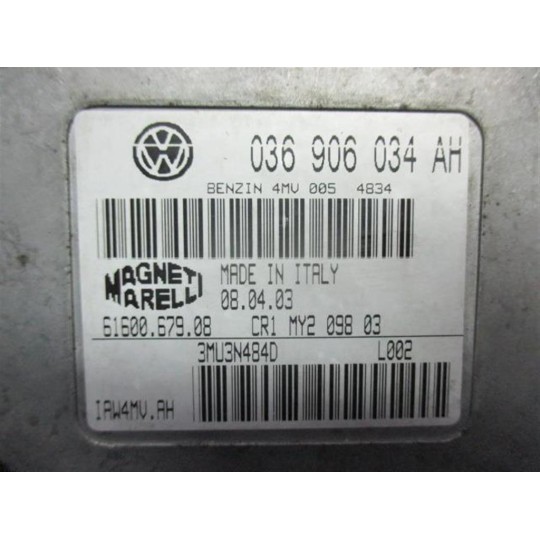 036 906 034 AH
BENZIN 4MV 005 4834
MAGNETI MADE IN ITALY
MARELLI 08.04.03
61600.679.08 CR1 MY2 098 03
3MU3N484D L002
IAW4MV.AH